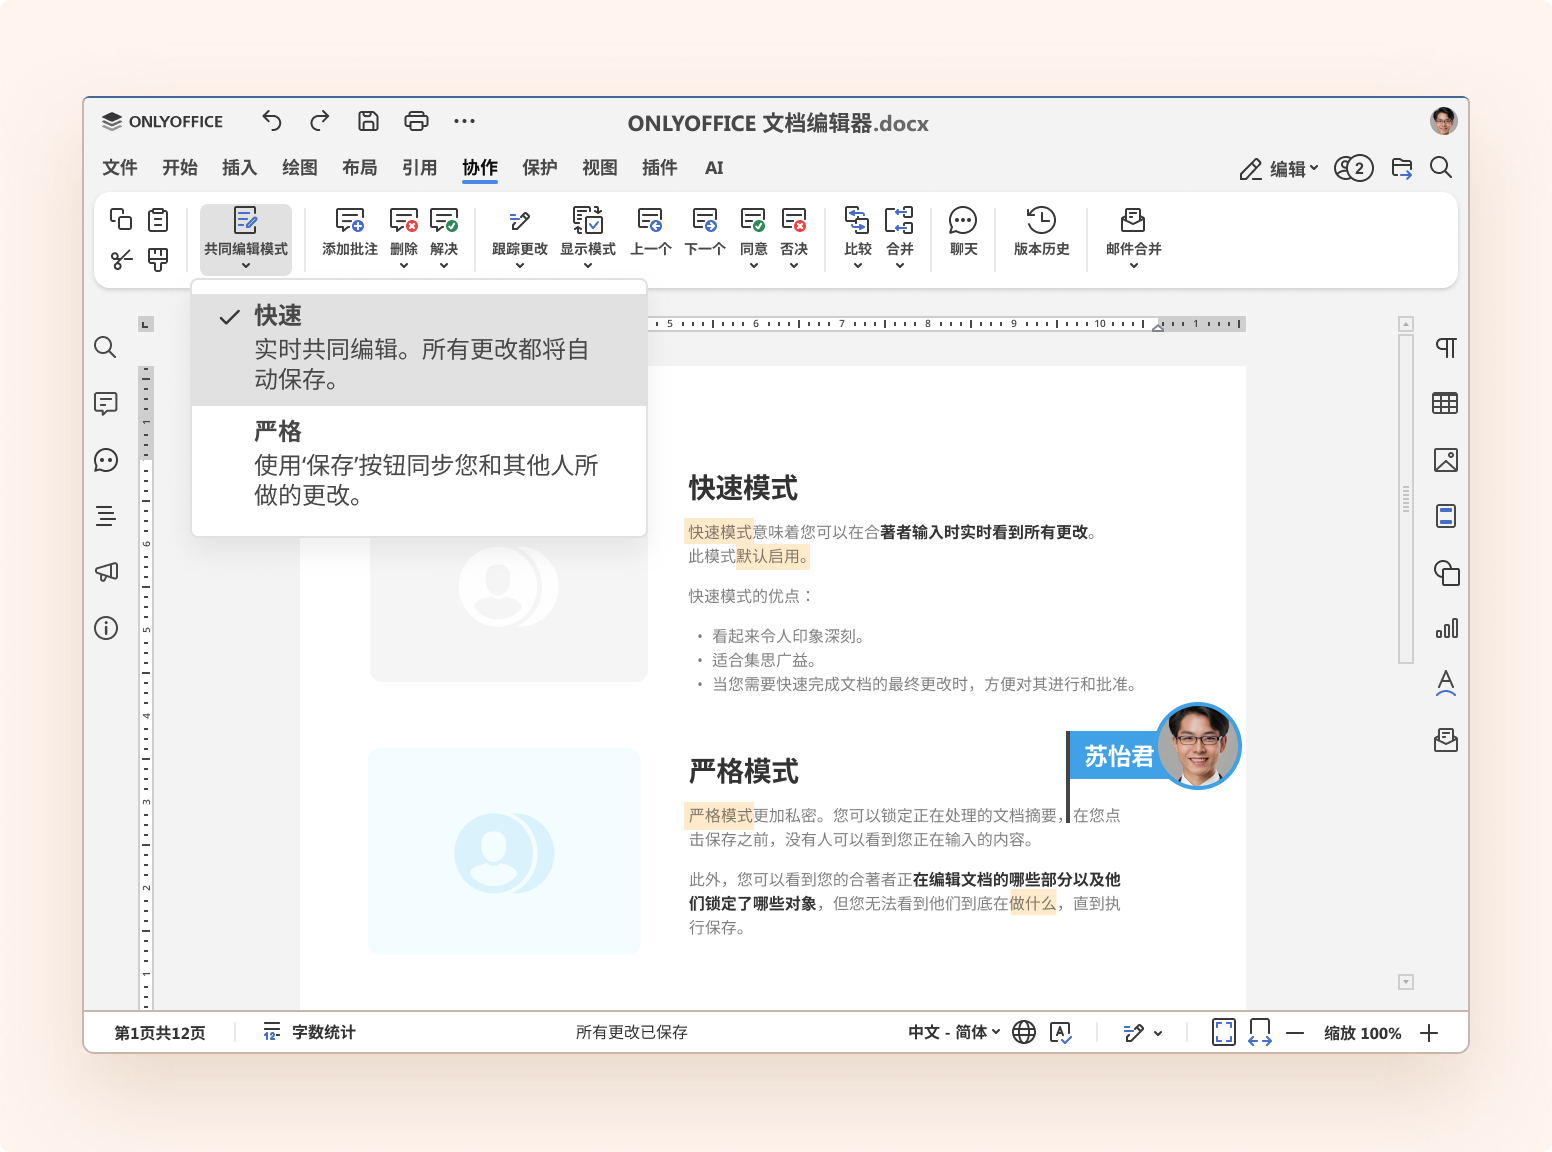 ONLYOFFICE
ONLYOFFICE 文档编辑器.docx
文件 开始 插入 绘图 布局 引用 协作 保护 视图 插件 AI
编辑 2
共同编辑模式 添加批注 删除 解决 跟踪更改 显示模式 上一个 下一个 同意 否决 比较 合并 聊天 版本历史 邮件合并
快速
实时共同编辑。所有更改都将自
动保存。
严格
使用‘保存’按钮同步您和其他人所
做的更改。
5 6 7 8 9 10 1
1 6 5 4 3 2 1
快速模式
快速模式意味着您可以在合著者输入时实时看到所有更改。
此模式默认启用。
快速模式的优点：
• 看起来令人印象深刻。
• 适合集思广益。
• 当您需要快速完成文档的最终更改时，方便对其进行和批准。
苏怡君
严格模式
严格模式更加私密。您可以锁定正在处理的文档摘要，在您点
击保存之前，没有人可以看到您正在输入的内容。
此外，您可以看到您的合著者正在编辑文档的哪些部分以及他
们锁定了哪些对象，但您无法看到他们到底在做什么，直到执
行保存。
第1页共12页 12 字数统计 所有更改已保存 中文 - 简体 A 缩放 100%